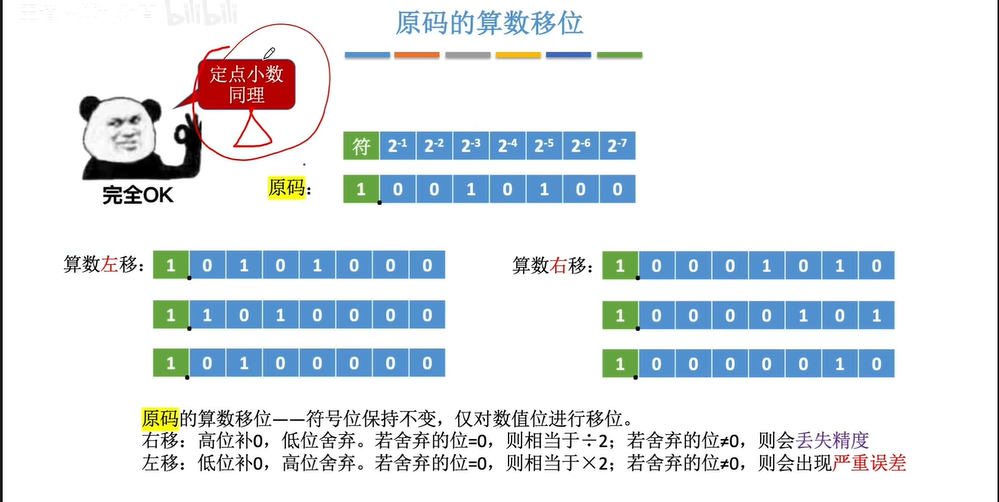 bilibili
原码的算数移位
定点小数
同理
完全OK
符 2-1 2-2 2-3 2-4 2-5 2-6 2-7
原码： 1 0 0 1 0 1 0 0
算数左移： 1 0 1 0 1 0 0 0
算数右移： 1 0 0 0 1 0 1 0
1 1 0 1 0 0 0 0
1 0 0 0 0 1 0 1
1 0 1 0 0 0 0 0
1 0 0 0 0 0 1 0
原码的算数移位——符号位保持不变，仅对数值位进行移位。
右移：高位补0，低位舍弃。若舍弃的位=0，则相当于÷2；若舍弃的位≠0，则会丢失精度
左移：低位补0，高位舍弃。若舍弃的位=0，则相当于×2；若舍弃的位≠0，则会出现严重误差